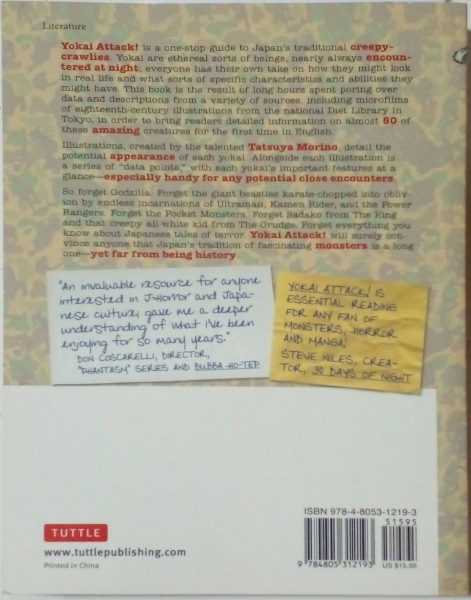 Literature
Yokai Attack! is a one-stop guide to Japan's traditional creepy-
crawlies. Yokai are ethereal sorts of beings, nearly always encoun-
tered at night; everyone has their own take on how they might look
in real life and what sorts of specific characteristics and abilities they
might have. This book is the result of long hours spent poring over
data and descriptions from a variety of sources, including microfilms
of eighteenth-century illustrations from the national Diet Library in
Tokyo, in order to bring readers detailed information on almost 50 of
these amazing creatures for the first time in English.
Illustrations, created by the talented Tatsuya Morino, detail the
potential appearance of each yokai. Alongside each illustration is
a series of "data points," with each yokai's important features at a
glance—especially handy for any potential close encounters.
So forget Godzilla. Forget the giant beasties karate-chopped into obliv-
ion by endless incarnations of Ultraman, Kamen Rider, and the Power
Rangers. Forget the Pocket Monsters. Forget Sadako from The Ring
and that creepy all-white kid from The Grudge. Forget everything you
know about Japanese tales of terror. Yokai Attack! will surely con-
vince anyone that Japan's tradition of fascinating monsters is a long
one—yet far from being history
"An invaluable resource for anyone
interested in J-Horror and Japa-
nese culture; gave me a deeper
understanding of what i've been
enjoying for so many years."
DON COSCARELLI, DIRECTOR,
"PHANTASM" SERIES AND BUBBA HO-TEP
YOKAI ATTACK! IS
ESSENTIAL READING
FOR ANY FAN OF
MONSTERS, HORROR
AND MANGA!
STEVE NILES, CREA-
TOR, 30 DAYS OF NIGHT
ISBN 978-4-8053-1219-3
51595
9 784805 312193
US $15.95
TUTTLE
www.tuttlepublishing.com
Printed in China